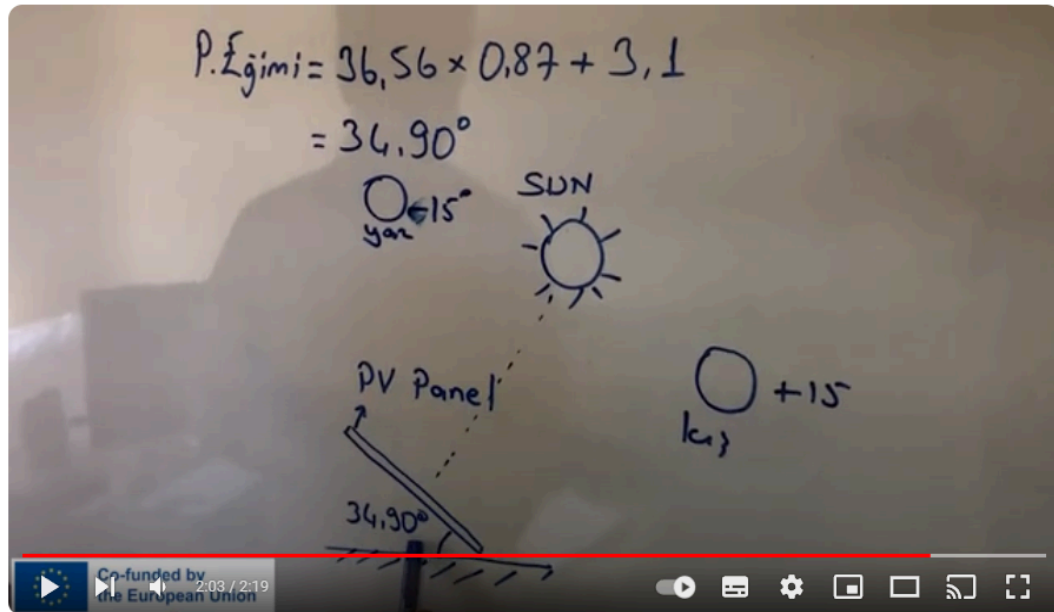 P.Eğimi = 36,56 × 0,87 + 3,1
= 34,90°
-15°
yaz
SUN
PV Panel
+15
kış
34,90°
Co-funded by
the European Union
2:03 / 2:19